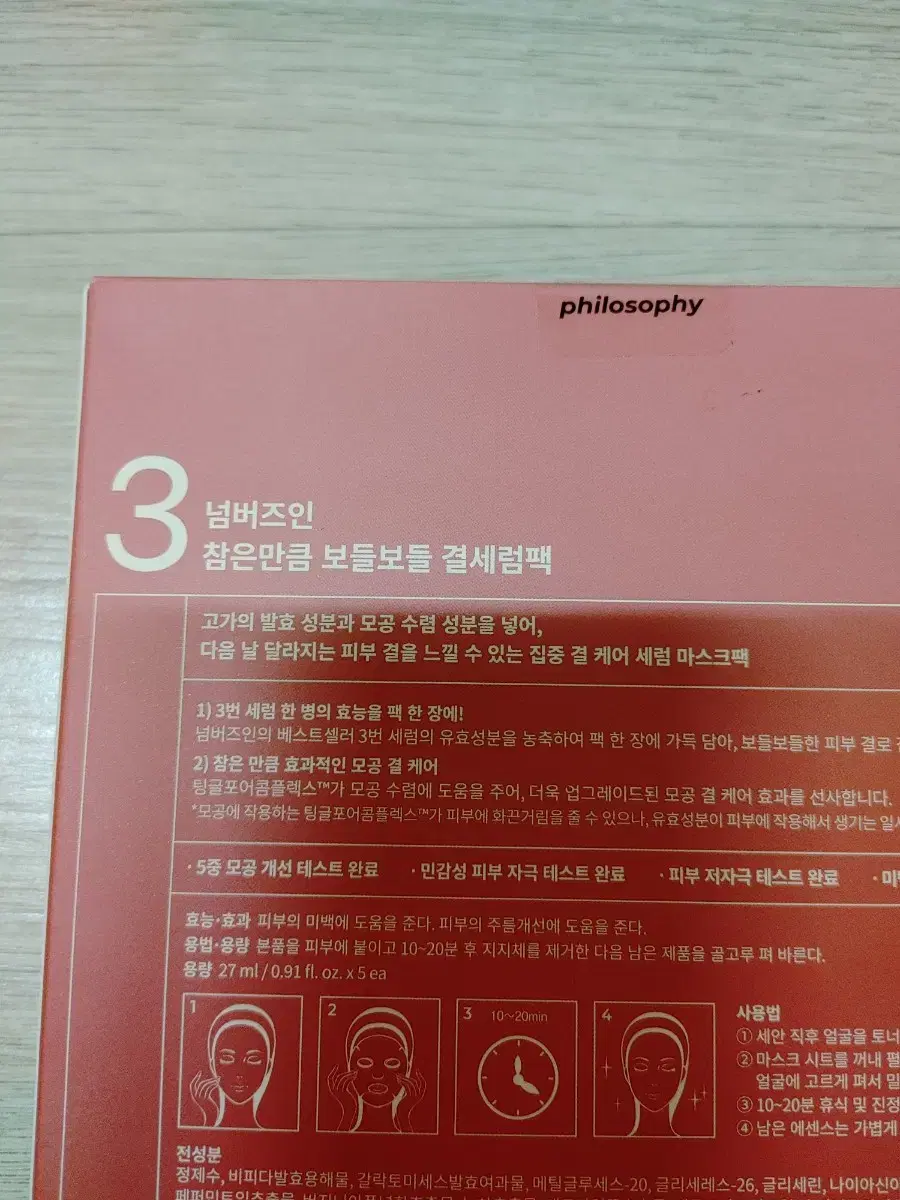 philosophy
3
넘버즈인
참은만큼 보들보들 결세럼팩
고가의 발효 성분과 모공 수렴 성분을 넣어,
다음 날 달라지는 피부 결을 느낄 수 있는 집중 결 케어 세럼 마스크팩
1) 3번 세럼 한 병의 효능을 팩 한 장에!
넘버즈인의 베스트셀러 3번 세럼의 유효성분을 농축하여 팩 한 장에 가득 담아, 보들보들한 피부 결로
2) 참은 만큼 효과적인 모공 결 케어
팅글포어콤플렉스™가 모공 수렴에 도움을 주어, 더욱 업그레이드된 모공 결 케어 효과를 선사합니다.
*모공에 작용하는 팅글포어콤플렉스™가 피부에 화끈거림을 줄 수 있으나, 유효성분이 피부에 작용해서 생기는 일시
· 5중 모공 개선 테스트 완료 · 민감성 피부 자극 테스트 완료 · 피부 저자극 테스트 완료 · 미백
효능·효과 피부의 미백에 도움을 준다. 피부의 주름개선에 도움을 준다.
용법·용량 본품을 피부에 붙이고 10~20분 후 지지체를 제거한 다음 남은 제품을 골고루 펴 바른다.
용량 27 ml / 0.91 fl. oz. x 5 ea
1 2 3 10~20min 4
사용법
① 세안 직후 얼굴을 토너
② 마스크 시트를 꺼내 펼
얼굴에 고르게 펴서 밀
③ 10~20분 휴식 및 진정
④ 남은 에센스는 가볍게
전성분
정제수, 비피다발효용해물, 갈락토미세스발효여과물, 메틸글루세스-20, 글리세레스-26, 글리세린, 나이아신아
페퍼민트잎추출물,